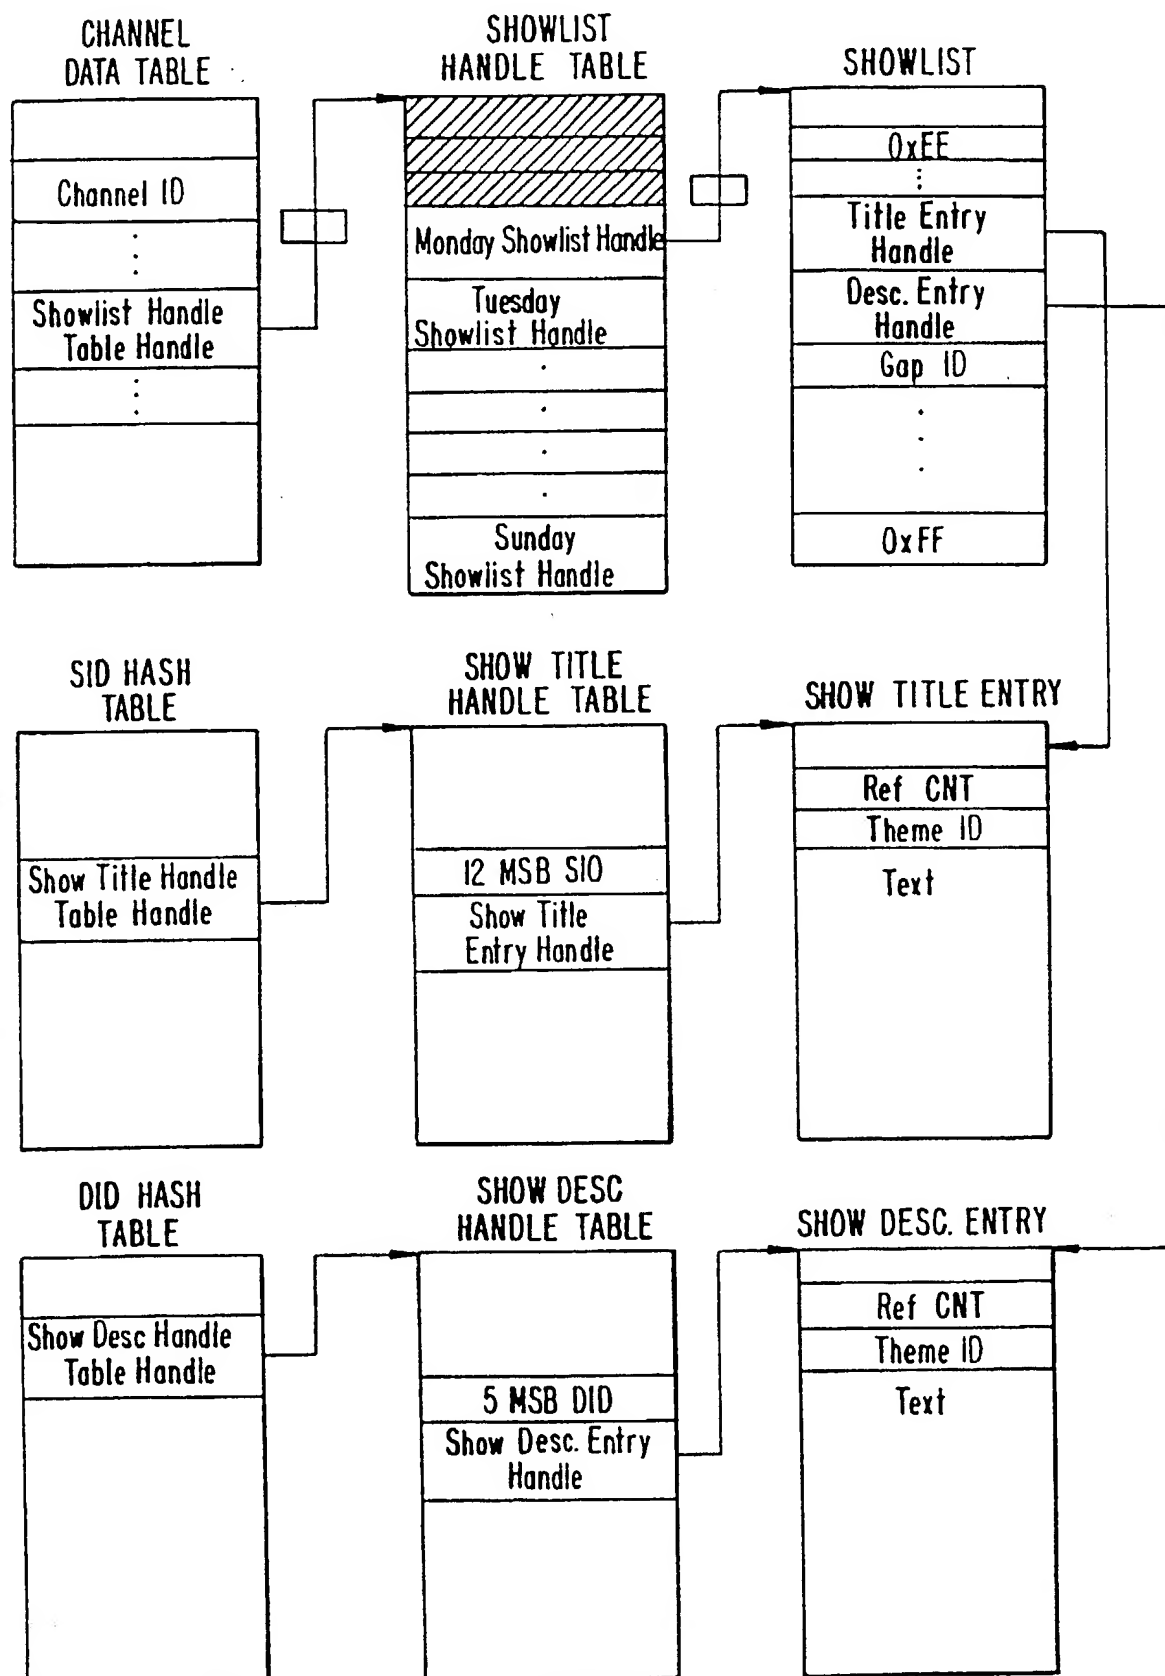 CHANNEL
DATA TABLE
Channel ID
Showlist Handle
Table Handle
SHOWLIST
HANDLE TABLE
Monday Showlist Handle
Tuesday
Showlist Handle
Sunday
Showlist Handle
SHOWLIST
0xEE
Title Entry
Handle
Desc. Entry
Handle
Gap ID
0xFF
SID HASH
TABLE
Show Title Handle
Table Handle
SHOW TITLE
HANDLE TABLE
12 MSB SIO
Show Title
Entry Handle
SHOW TITLE ENTRY
Ref CNT
Theme ID
Text
DID HASH
TABLE
Show Desc Handle
Table Handle
SHOW DESC
HANDLE TABLE
5 MSB DID
Show Desc. Entry
Handle
SHOW DESC. ENTRY
Ref CNT
Theme ID
Text